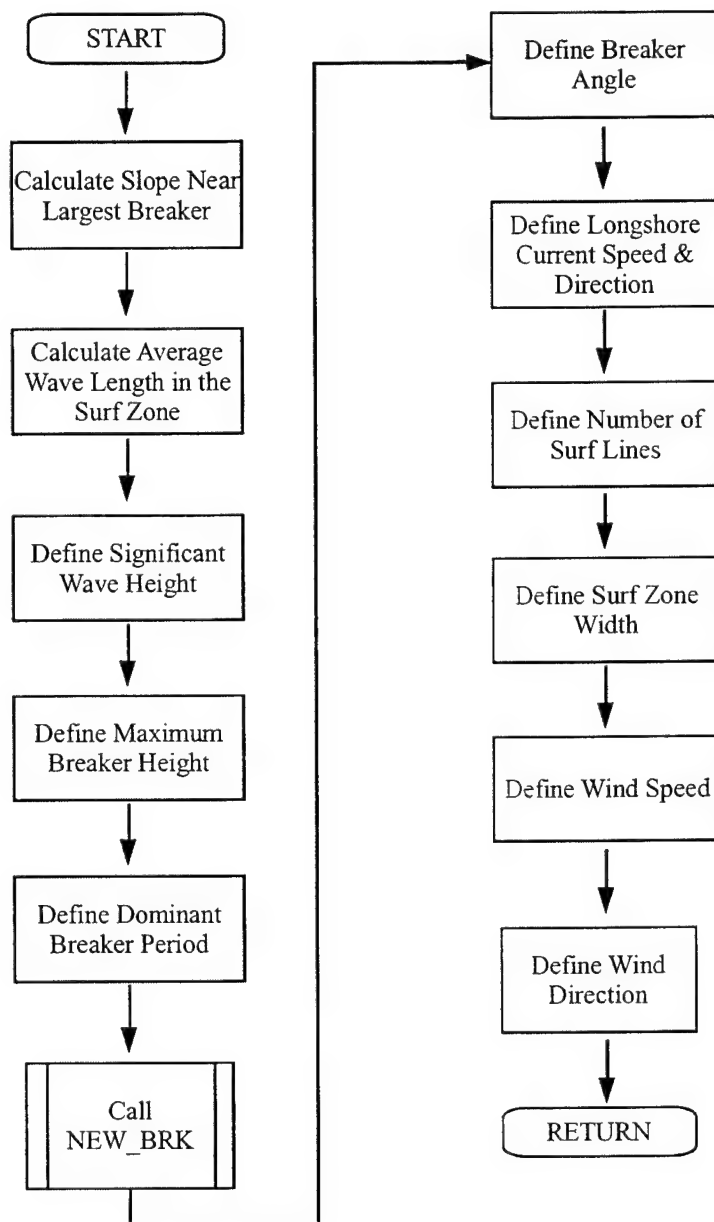 START
Calculate Slope Near
Largest Breaker
Calculate Average
Wave Length in the
Surf Zone
Define Significant
Wave Height
Define Maximum
Breaker Height
Define Dominant
Breaker Period
Call
NEW_BRK
Define Breaker
Angle
Define Longshore
Current Speed &
Direction
Define Number of
Surf Lines
Define Surf Zone
Width
Define Wind Speed
Define Wind
Direction
RETURN